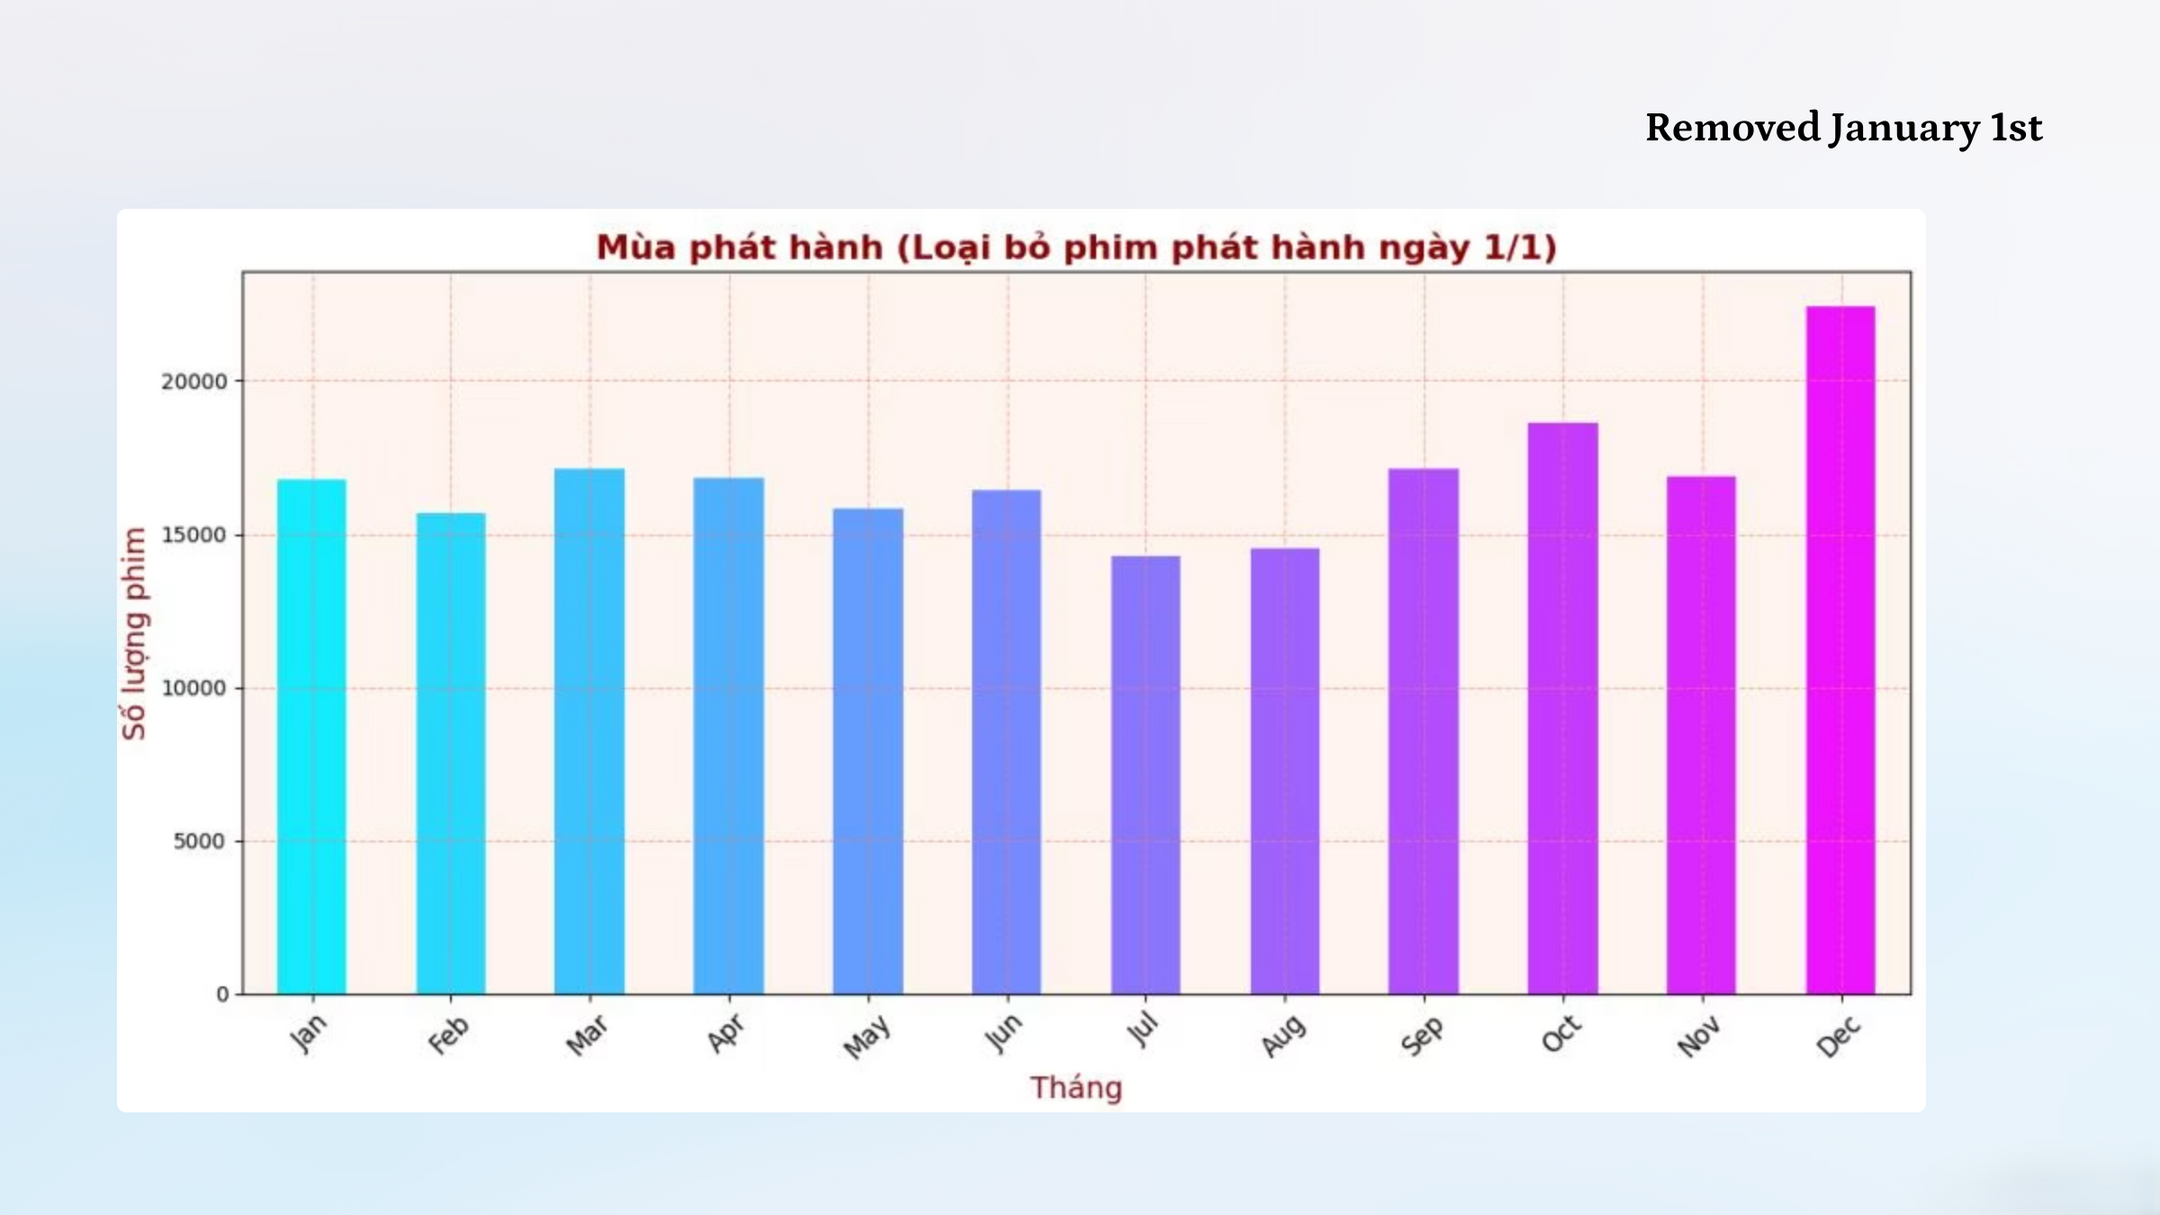 Removed January 1st
Mùa phát hành (Loại bỏ phim phát hành ngày 1/1)
Số lượng phim
20000
15000
10000
5000
0
Jan
Feb
Mar
Apr
May
Jun
Jul
Aug
Sep
Oct
Nov
Dec
Tháng